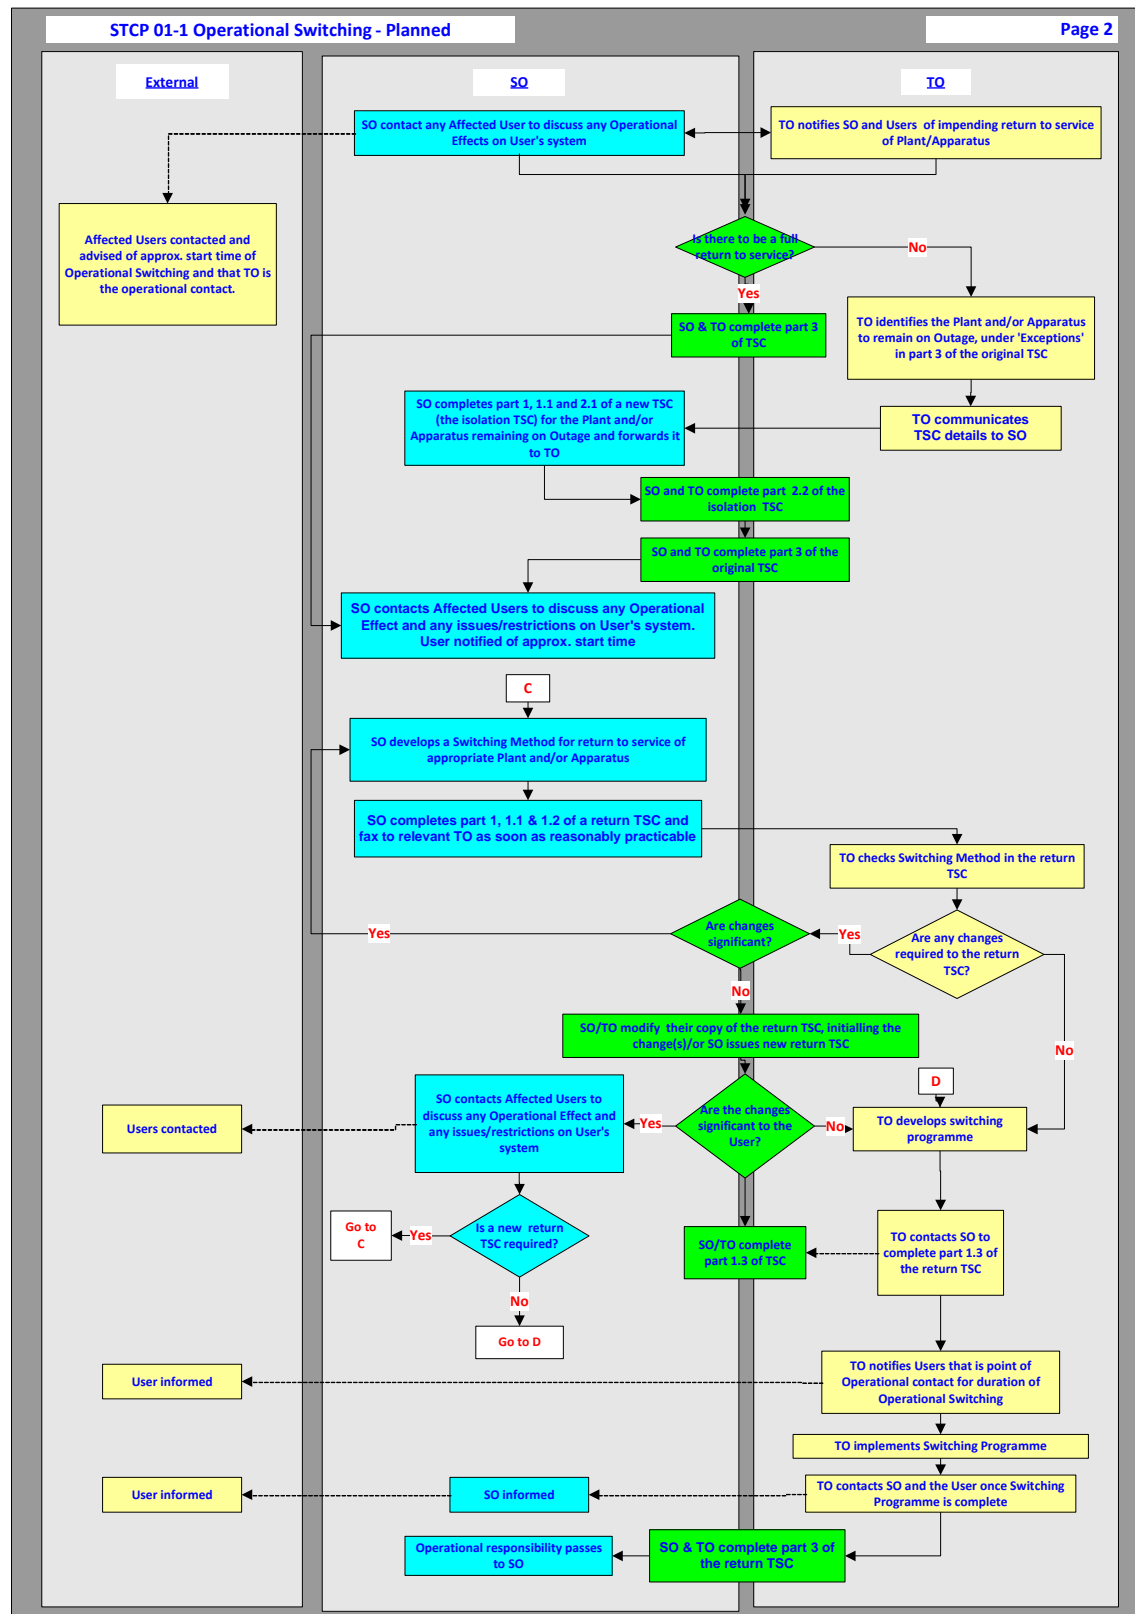 STCP 01-1 Operational Switching - Planned
Page 2
External
SO
TO
SO contact any Affected User to discuss any Operational
Effects on User's system
TO notifies SO and Users  of impending return to service
of Plant/Apparatus
Affected Users contacted and
advised of approx. start time of
Operational Switching and that TO is
the operational contact.
Is there to be a full
return to service?
No
Yes
SO & TO complete part 3
of TSC
TO identifies the Plant and/or Apparatus
to remain on Outage, under 'Exceptions'
in part 3 of the original TSC
SO completes part 1, 1.1 and 2.1 of a new TSC
(the isolation TSC) for the Plant and/or
Apparatus remaining on Outage and forwards it
to TO
TO communicates
TSC details to SO
SO and TO complete part  2.2 of the
isolation  TSC
SO and TO complete part 3 of the
original TSC
SO contacts Affected Users to discuss any Operational
Effect and any issues/restrictions on User's system.
User notified of approx. start time
C
SO develops a Switching Method for return to service of
appropriate Plant and/or Apparatus
SO completes part 1, 1.1 & 1.2 of a return TSC and
fax to relevant TO as soon as reasonably practicable
TO checks Switching Method in the return
TSC
Yes
Are changes
significant?
Yes
Are any changes
required to the return
TSC?
No
SO/TO modify  their copy of the return TSC, initialling the
change(s)/or SO issues new return TSC
No
D
Users contacted
SO contacts Affected Users to
discuss any Operational Effect and
any issues/restrictions on User's
system
Yes
Are the changes
significant to the
User?
No
TO develops switching
programme
Go to
C
Yes
Is a new  return
TSC required?
SO/TO complete
part 1.3 of TSC
TO contacts SO to
complete part 1.3 of
the return TSC
No
Go to D
User informed
TO notifies Users that is point of
Operational contact for duration of
Operational Switching
TO implements Switching Programme
User informed
SO informed
TO contacts SO and the User once Switching
Programme is complete
Operational responsibility passes
to SO
SO & TO complete part 3 of
the return TSC